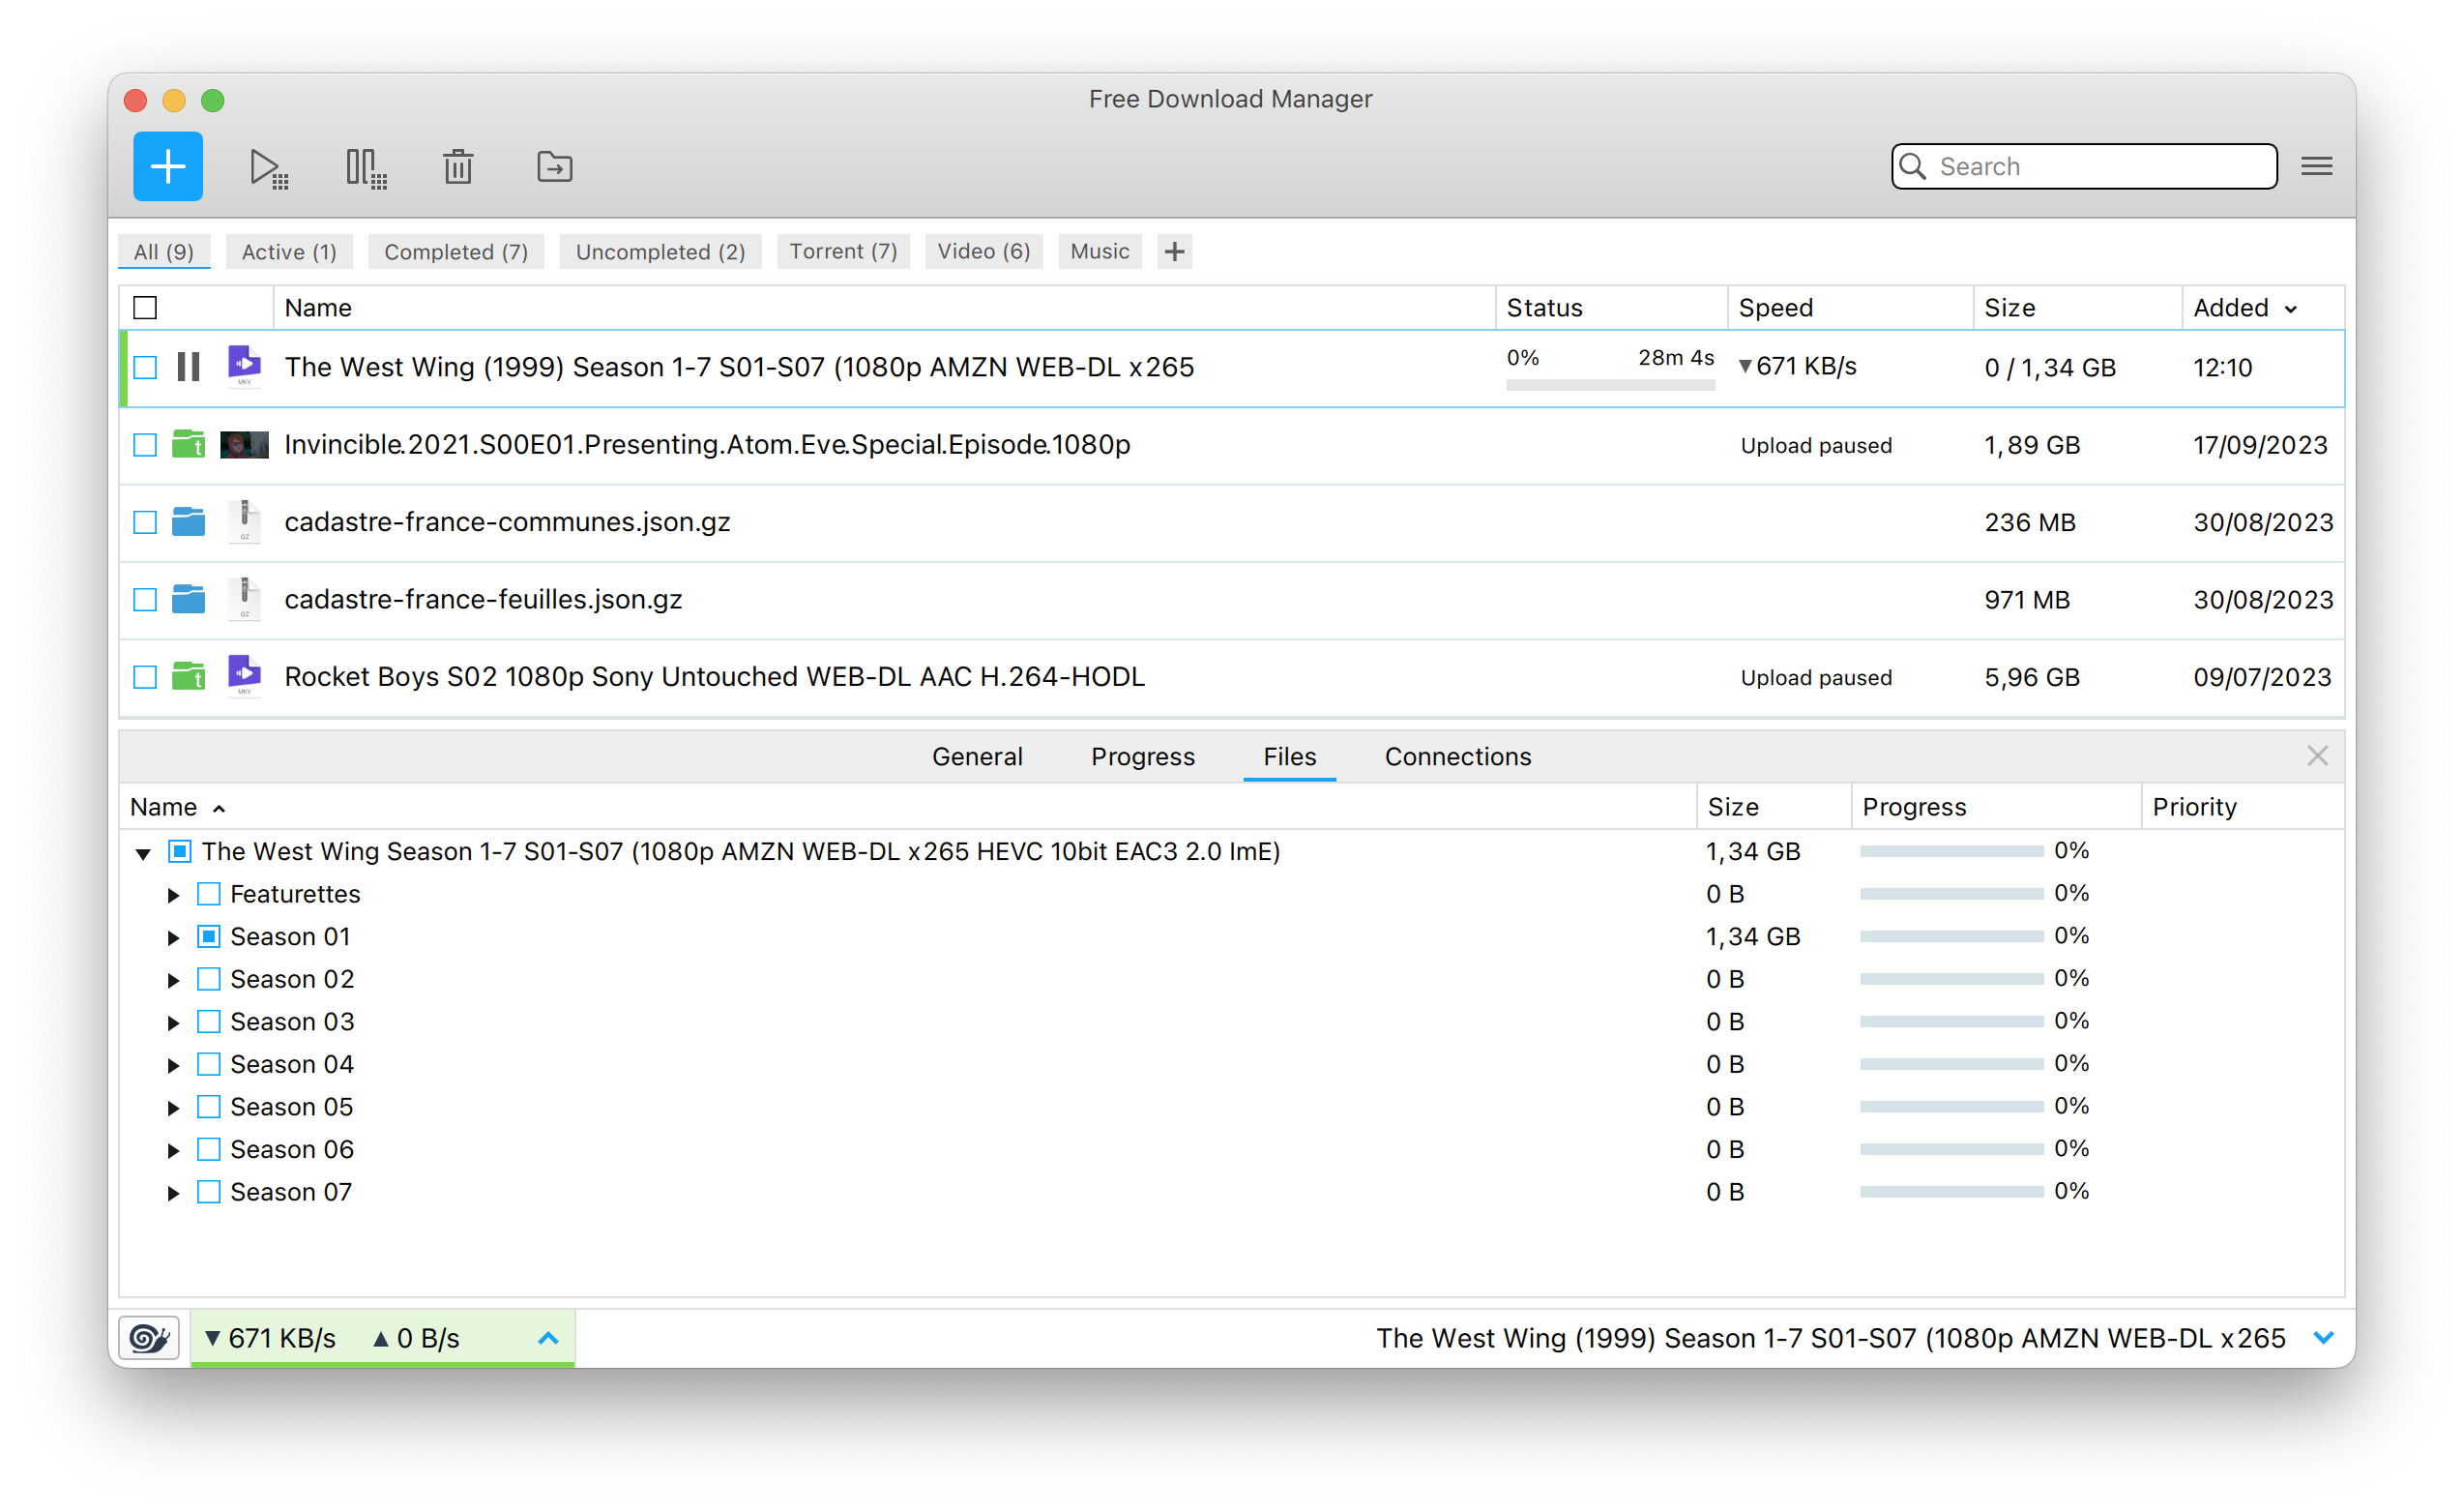 Free Download Manager
Search
All (9) Active (1) Completed (7) Uncompleted (2) Torrent (7) Video (6) Music
Name Status Speed Size Added
MKV The West Wing (1999) Season 1-7 S01-S07 (1080p AMZN WEB-DL x265 0% 28m 4s 671 KB/s 0 / 1,34 GB 12:10
t Invincible.2021.S00E01.Presenting.Atom.Eve.Special.Episode.1080p Upload paused 1,89 GB 17/09/2023
GZ cadastre-france-communes.json.gz 236 MB 30/08/2023
GZ cadastre-france-feuilles.json.gz 971 MB 30/08/2023
t MKV Rocket Boys S02 1080p Sony Untouched WEB-DL AAC H.264-HODL Upload paused 5,96 GB 09/07/2023
General Progress Files Connections
Name Size Progress Priority
The West Wing Season 1-7 S01-S07 (1080p AMZN WEB-DL x265 HEVC 10bit EAC3 2.0 ImE) 1,34 GB 0%
Featurettes 0 B 0%
Season 01 1,34 GB 0%
Season 02 0 B 0%
Season 03 0 B 0%
Season 04 0 B 0%
Season 05 0 B 0%
Season 06 0 B 0%
Season 07 0 B 0%
671 KB/s 0 B/s The West Wing (1999) Season 1-7 S01-S07 (1080p AMZN WEB-DL x265